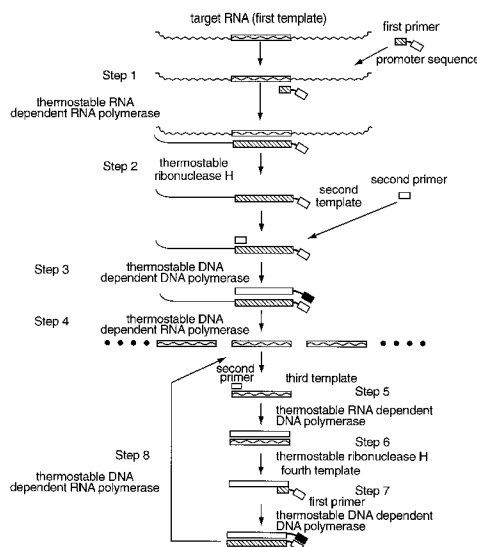 target RNA (first template)
first primer
promoter sequence
Step 1
thermostable RNA
dependent RNA polymerase
Step 2
thermostable
ribonuclease H
second
template
second primer
Step 3
thermostable DNA
dependent DNA polymerase
Step 4
thermostable DNA
dependent RNA polymerase
second
primer
third template
Step 5
thermostable RNA dependent
DNA polymerase
Step 6
thermostable ribonuclease H
fourth template
Step 7
first primer
thermostable DNA dependent
DNA polymerase
Step 8
thermostable DNA
dependent RNA polymerase